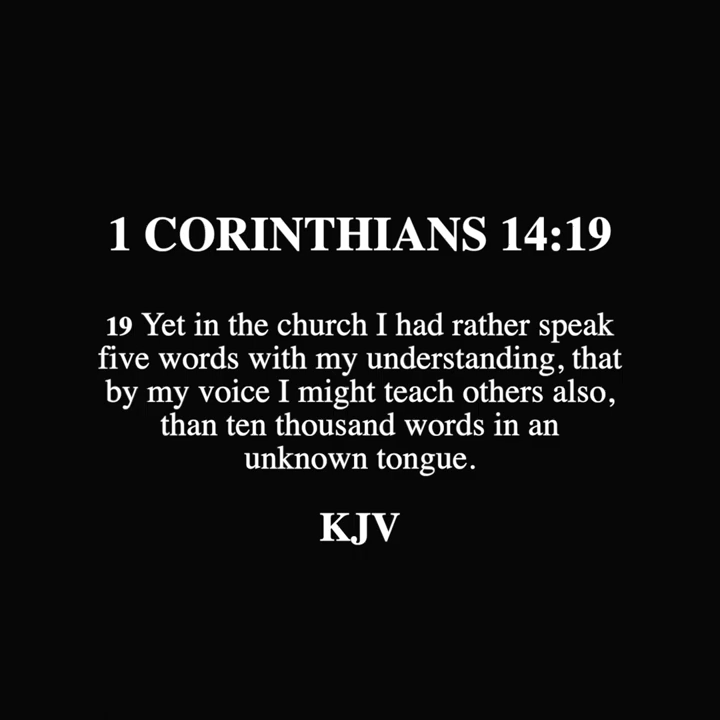 1 CORINTHIANS 14:19
19 Yet in the church I had rather speak
five words with my understanding, that
by my voice I might teach others also,
than ten thousand words in an
unknown tongue.
KJV